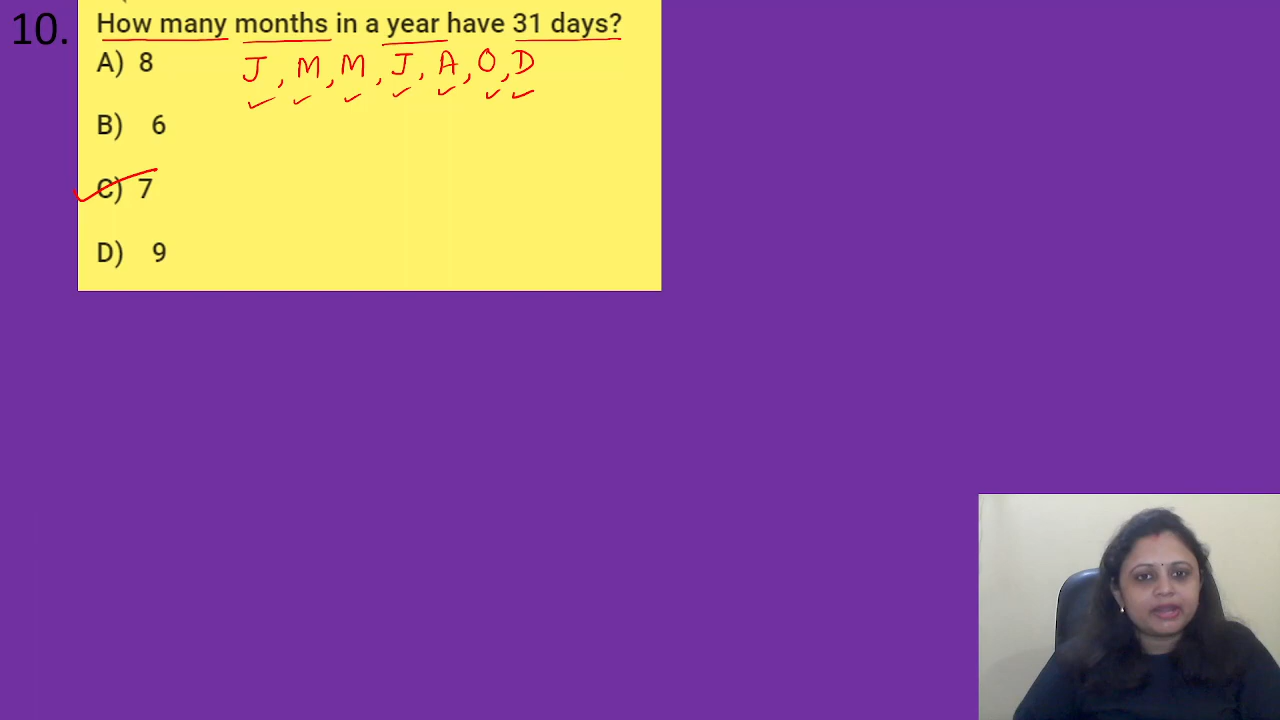 10. How many months in a year have 31 days?
A) 8 J, M, M, J, A, O, D
B) 6
C) 7
D) 9